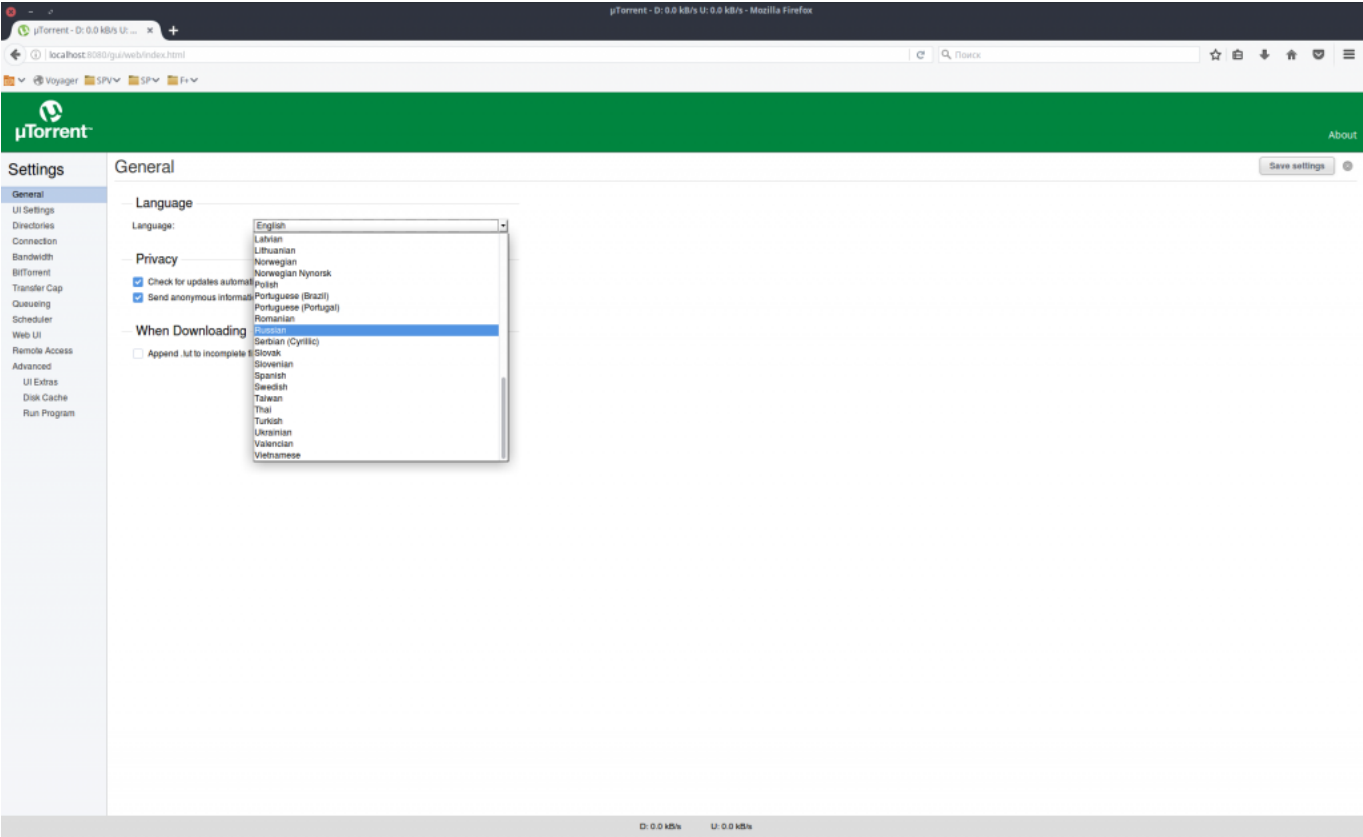 µTorrent - D: 0.0 kB/s U: 0.0 kB/s - Mozilla Firefox
µTorrent - D: 0.0 kB/s U: ...
localhost:8080/gui/web/index.html
Поиск
Voyager SPV SP F+
µTorrent
About
Settings
General
Save settings
General
UI Settings
Directories
Connection
Bandwidth
BitTorrent
Transfer Cap
Queueing
Scheduler
Web UI
Remote Access
Advanced
UI Extras
Disk Cache
Run Program
Language
Language:
English
Latvian
Lithuanian
Norwegian
Norwegian Nynorsk
Polish
Portuguese (Brazil)
Portuguese (Portugal)
Romanian
Russian
Serbian (Cyrillic)
Slovak
Slovenian
Spanish
Swedish
Taiwan
Thai
Turkish
Ukrainian
Valencian
Vietnamese
Privacy
Check for updates automati
Send anonymous informati
When Downloading
Append .!ut to incomplete fi
D: 0.0 kB/s U: 0.0 kB/s